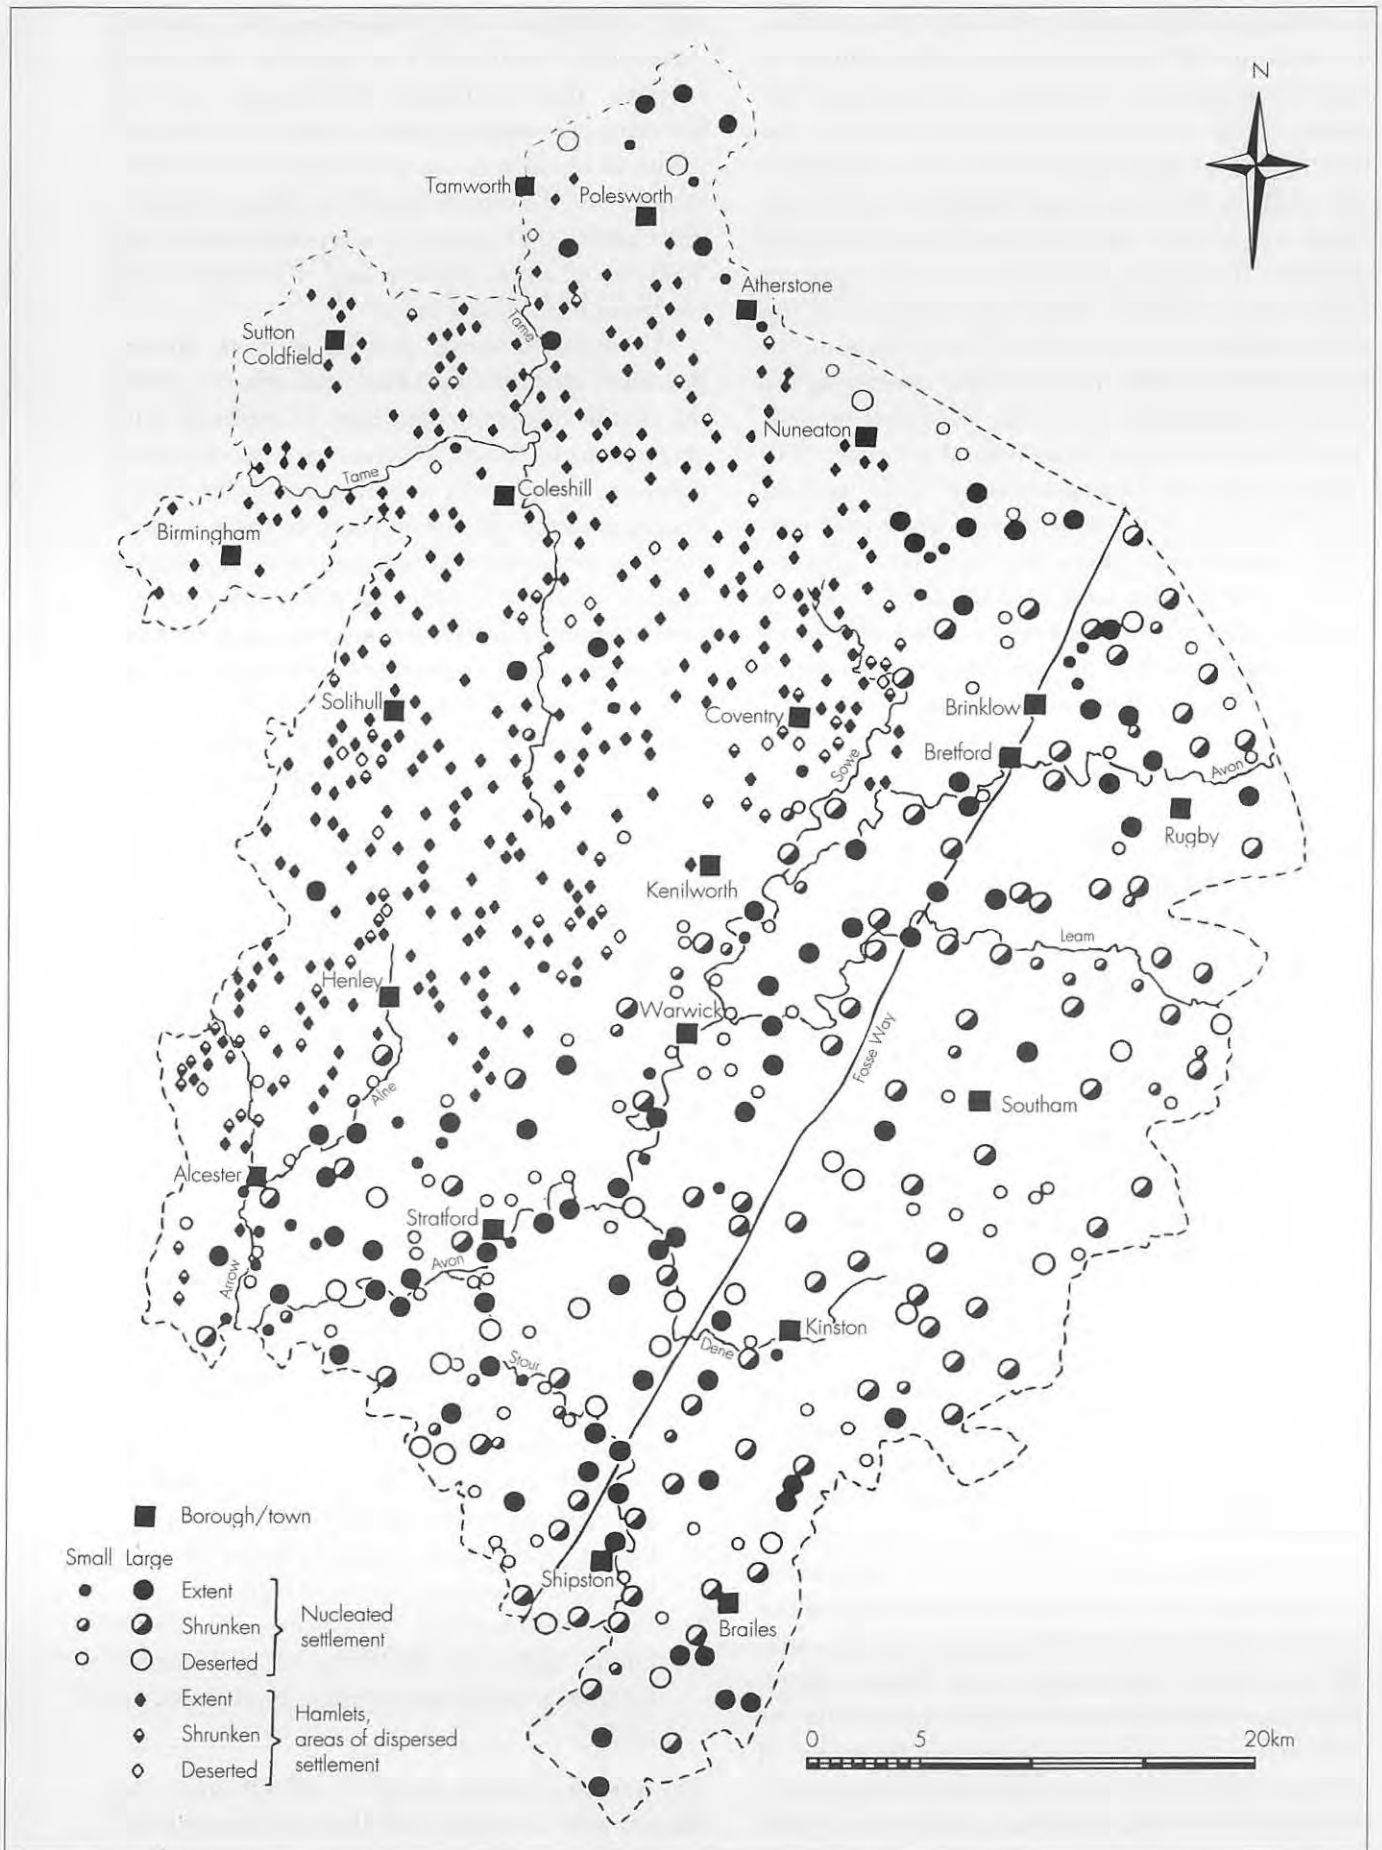 N
Tamworth
Polesworth
Atherstone
Sutton
Coldfield
Tame
Nuneaton
Tame
Coleshill
Birmingham
Solihull
Coventry
Brinklow
Bretford
Sowe
Avon
Rugby
Kenilworth
Leam
Henley
Warwick
Fosse Way
Alne
Southam
Alcester
Stratford
Avon
Arrow
Kinston
Dene
Stour
Shipston
Brailes
Borough/town
Small Large
Extent
Shrunken
Deserted
Nucleated
settlement
Extent
Shrunken
Deserted
Hamlets,
areas of dispersed
settlement
0 5 20km